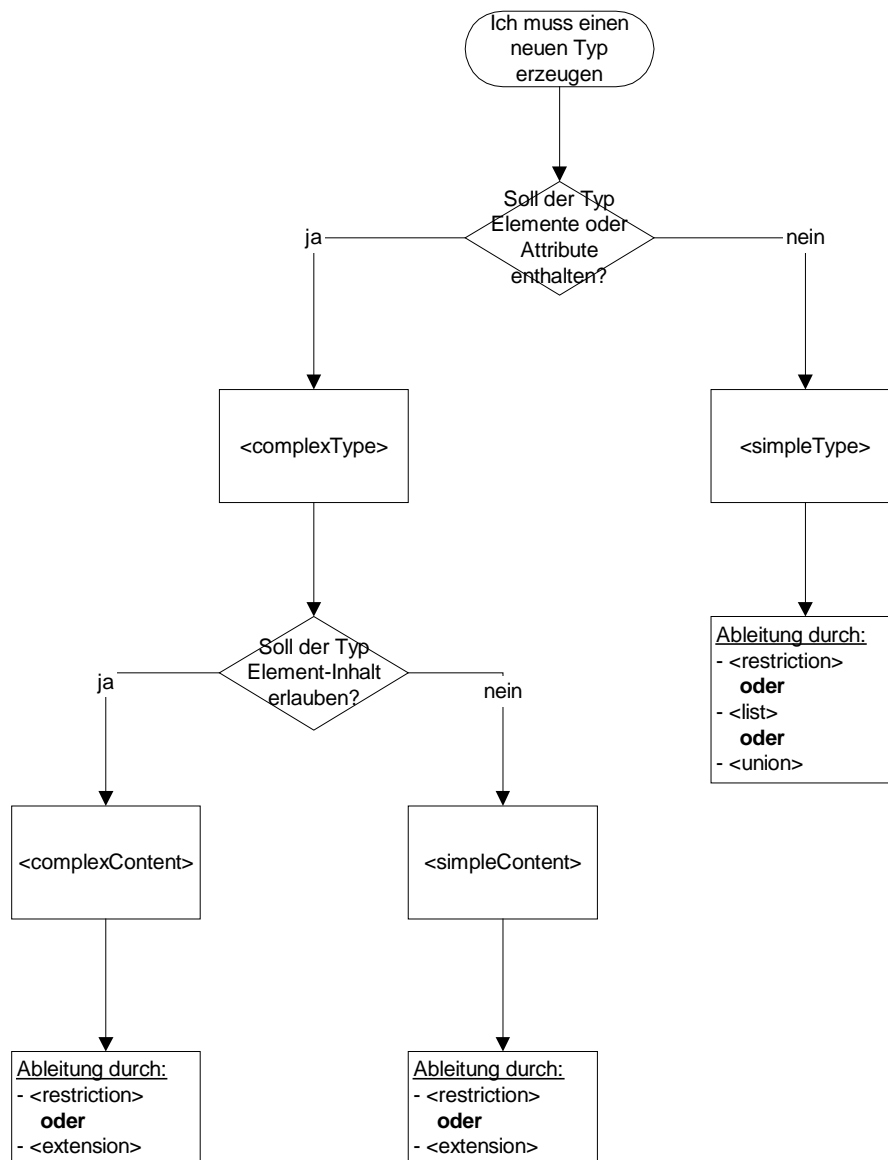 Ich muss einen
neuen Typ
erzeugen
Soll der Typ
Elemente oder
Attribute
enthalten?
ja
nein
<complexType>
<simpleType>
Soll der Typ
Element-Inhalt
erlauben?
ja
nein
Ableitung durch:
- <restriction>
oder
- <list>
oder
- <union>
<complexContent>
<simpleContent>
Ableitung durch:
- <restriction>
oder
- <extension>
Ableitung durch:
- <restriction>
oder
- <extension>